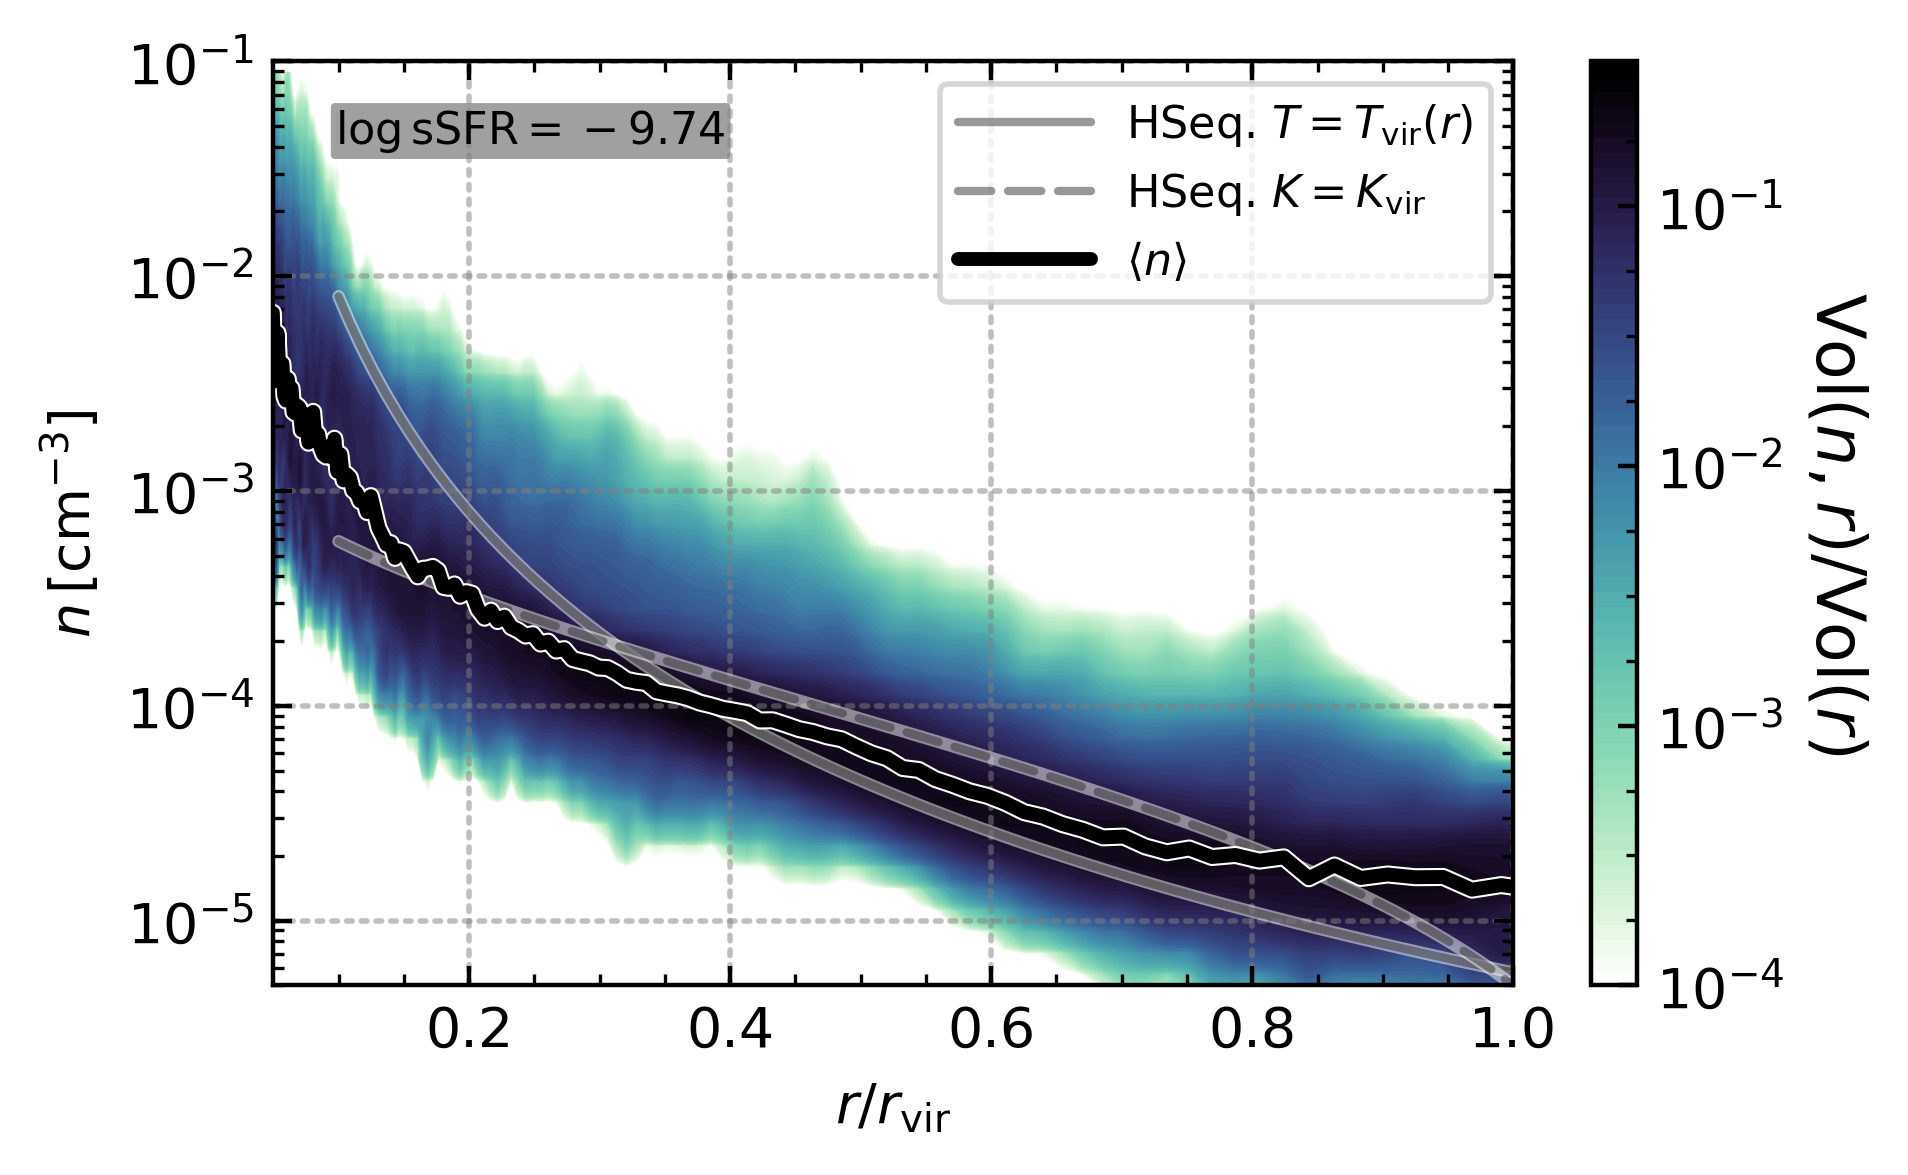 log sSFR = −9.74
HSeq. T = T_vir(r)
HSeq. K = K_vir
⟨n⟩
n [cm⁻³]
10⁻¹
10⁻²
10⁻³
10⁻⁴
10⁻⁵
0.2 0.4 0.6 0.8 1.0
r/r_vir
10⁻¹
10⁻²
10⁻³
10⁻⁴
Vol(n, r)/Vol(r)